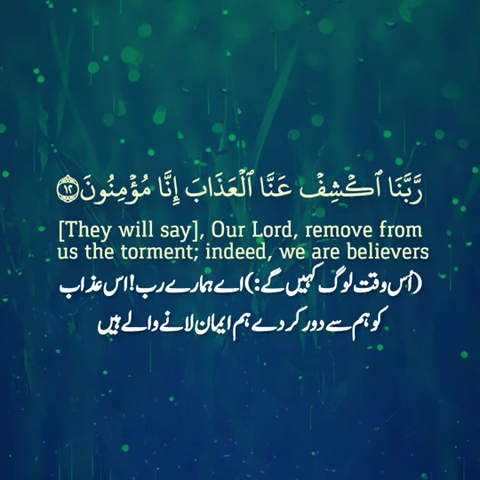 رَّبَّنَا ٱكْشِفْ عَنَّا ٱلْعَذَابَ إِنَّا مُؤْمِنُونَ ١٢
[They will say], Our Lord, remove from
us the torment; indeed, we are believers
(اُس وقت لوگ کہیں گے:) اے ہمارے رب! اس عذاب
کو ہم سے دور کر دے ہم ایمان لانے والے ہیں